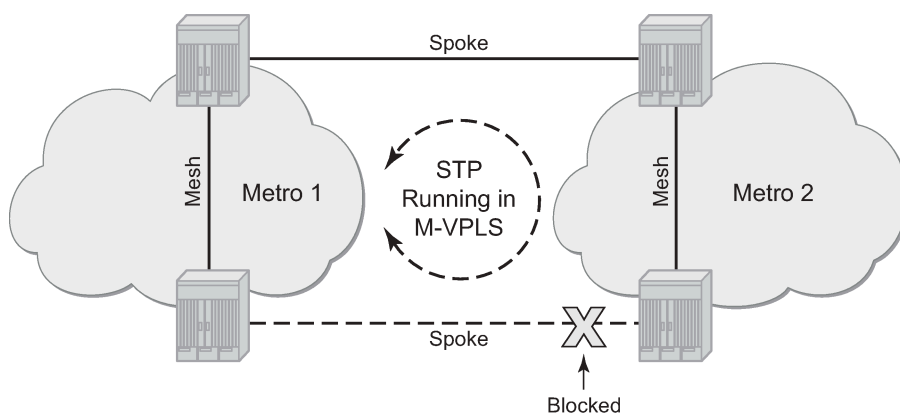 Spoke
Mesh
Metro 1
STP
Running in
M-VPLS
Mesh
Metro 2
Spoke
X
Blocked